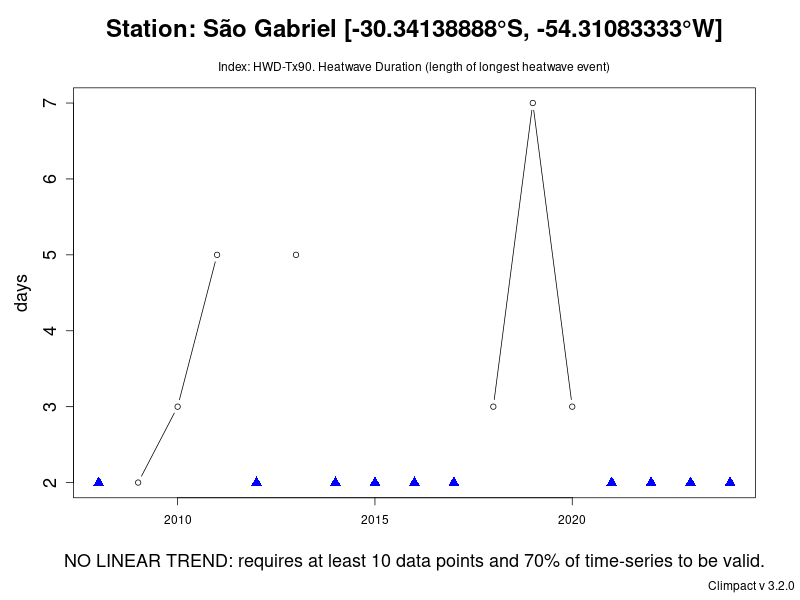 Station: São Gabriel [-30.34138888°S, -54.31083333°W]
Index: HWD-Tx90. Heatwave Duration (length of longest heatwave event)
7
6
5
4
3
2
days
2010 2015 2020
NO LINEAR TREND: requires at least 10 data points and 70% of time-series to be valid.
Climpact v 3.2.0